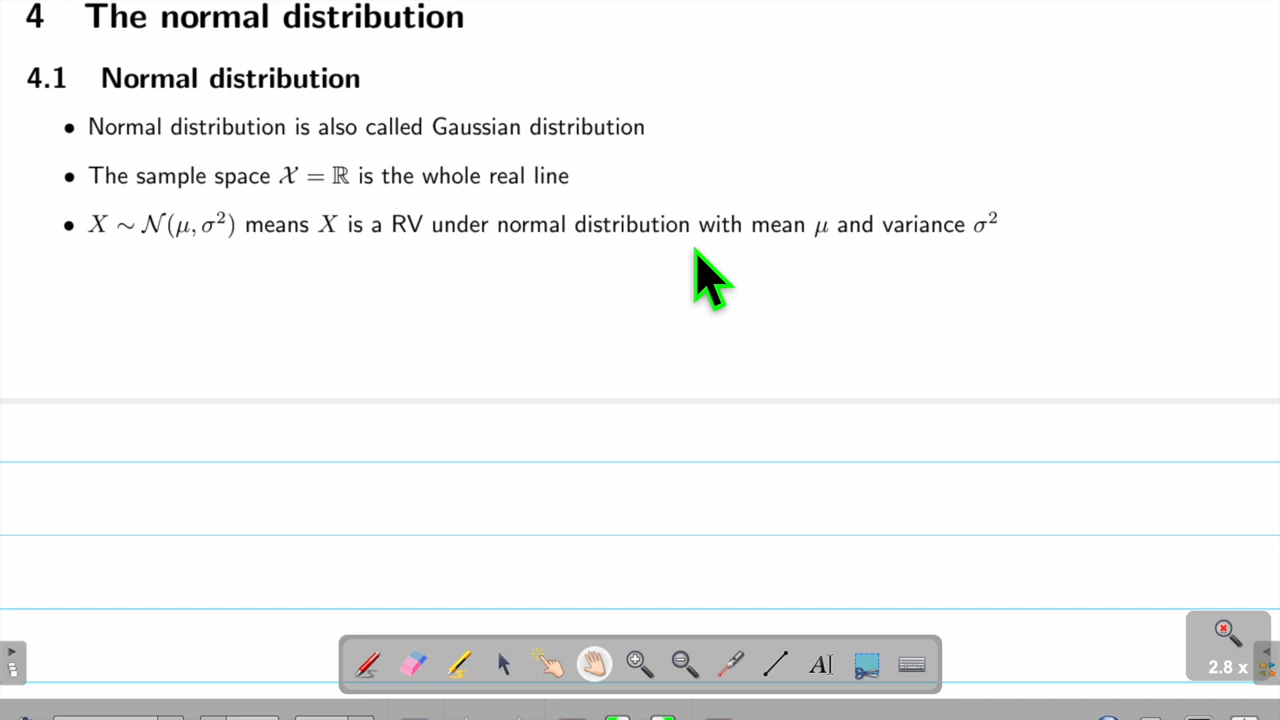 4 The normal distribution
4.1 Normal distribution
• Normal distribution is also called Gaussian distribution
• The sample space 𝒳 = ℝ is the whole real line
• X ∼ 𝒩(μ, σ²) means X is a RV under normal distribution with mean μ and variance σ²
AI
2.8 x